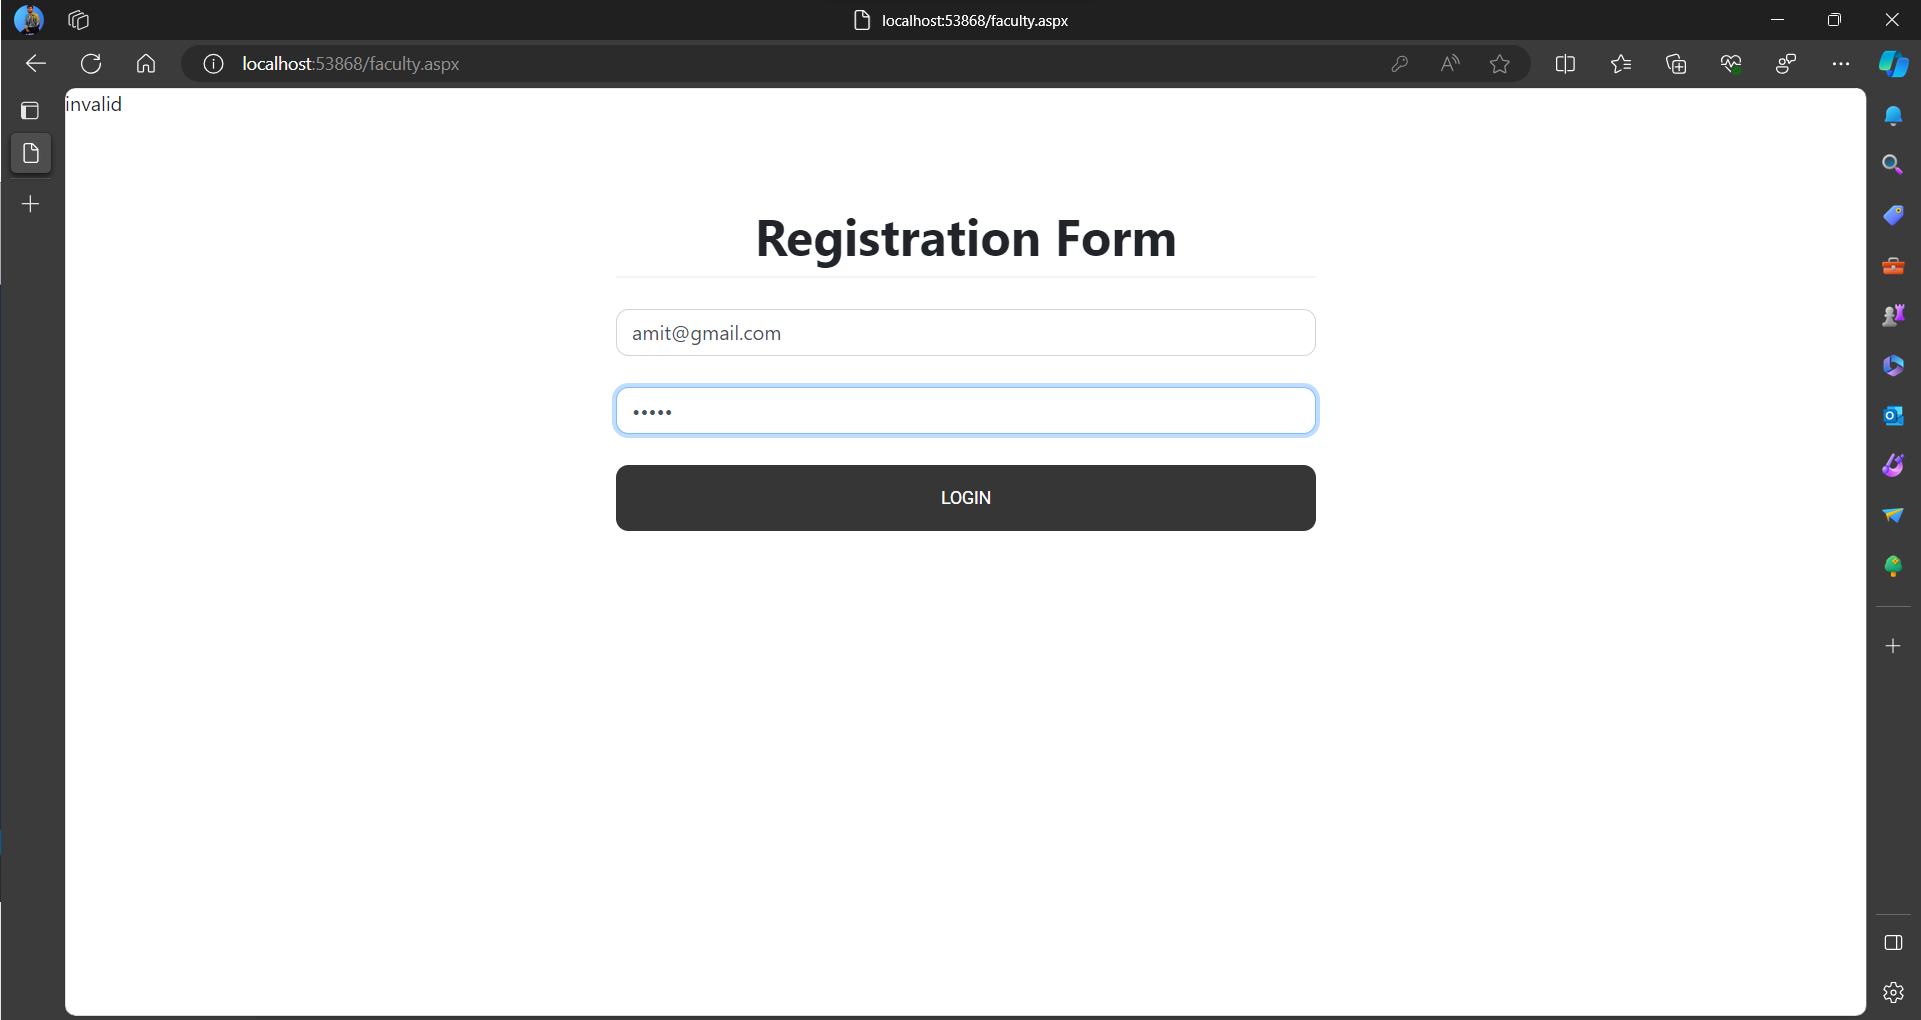 localhost:53868/faculty.aspx
localhost:53868/faculty.aspx
invalid
Registration Form
amit@gmail.com
•••••
LOGIN